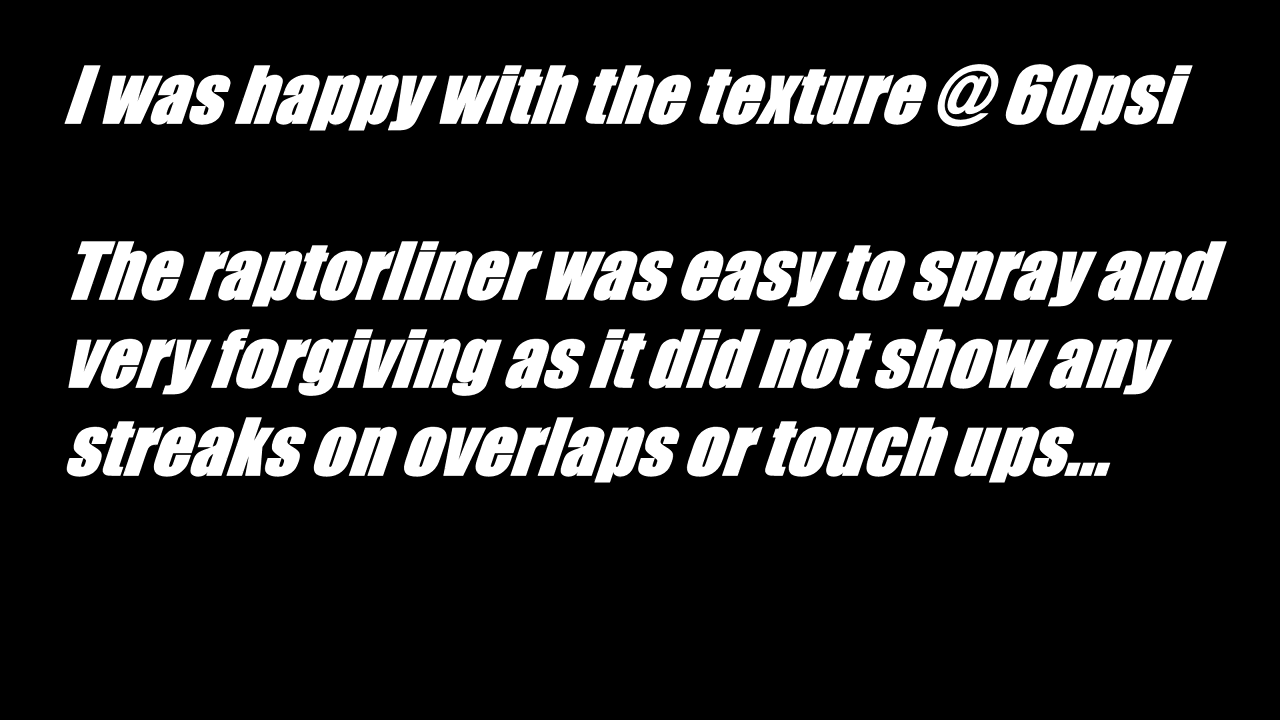 I was happy with the texture @ 60psi
The raptorliner was easy to spray and
very forgiving as it did not show any
streaks on overlaps or touch ups...